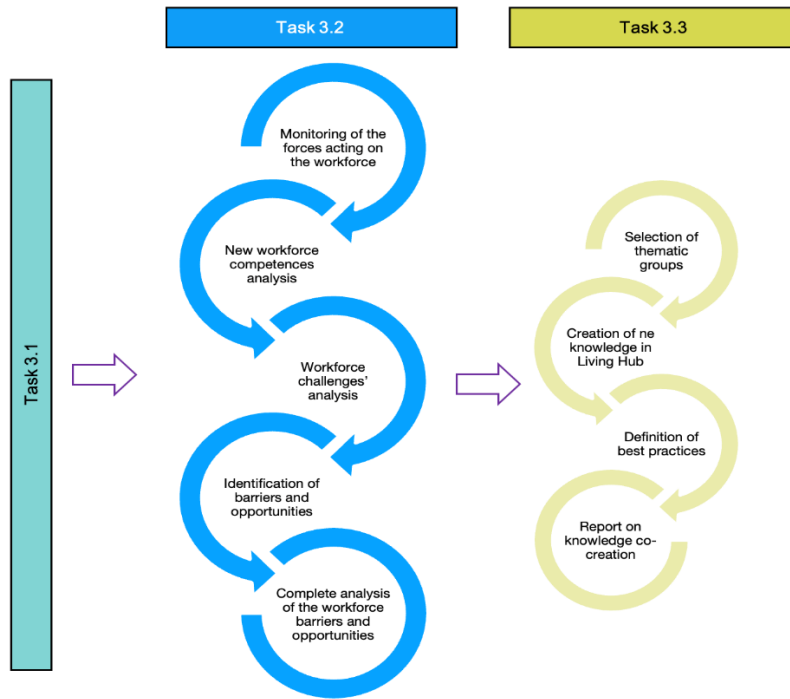 Task 3.1
Task 3.2
Monitoring of the
forces acting on
the workforce
New workforce
competences
analysis
Workforce
challenges’
analysis
Identification of
barriers and
opportunities
Complete analysis
of the workforce
barriers and
opportunities
Task 3.3
Selection of
thematic
groups
Creation of ne
knowledge in
Living Hub
Definition of
best practices
Report on
knowledge co-
creation